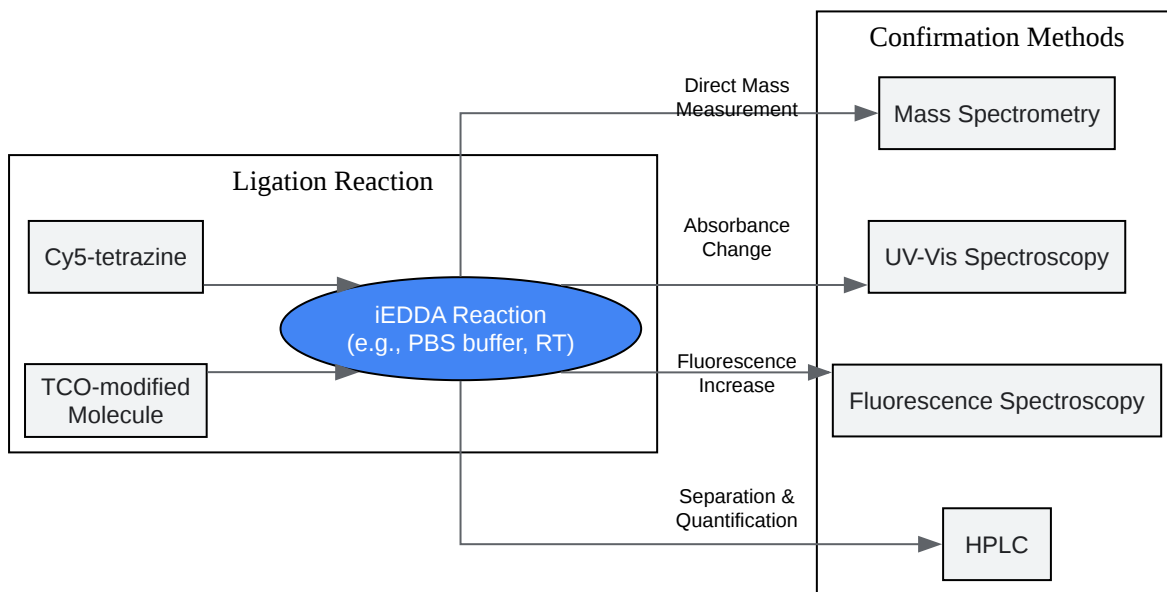 Confirmation Methods
Direct Mass
Measurement
Mass Spectrometry
Ligation Reaction
Cy5-tetrazine
Absorbance
Change
UV-Vis Spectroscopy
iEDDA Reaction
(e.g., PBS buffer, RT)
TCO-modified
Molecule
Fluorescence
Increase
Fluorescence Spectroscopy
Separation &
Quantification
HPLC